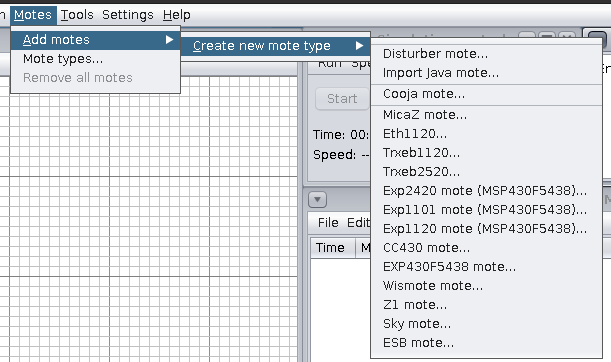 Motes Tools Settings Help
Add motes
Mote types...
Remove all motes
Create new mote type
Disturber mote...
Import Java mote...
Cooja mote...
MicaZ mote...
Eth1120...
Trxeb1120...
Trxeb2520...
Exp2420 mote (MSP430F5438)...
Exp1101 mote (MSP430F5438)...
Exp1120 mote (MSP430F5438)...
CC430 mote...
EXP430F5438 mote...
Wismote mote...
Z1 mote...
Sky mote...
ESB mote...
Run
Start
Time: 00:
Speed: --
File Edit
Time